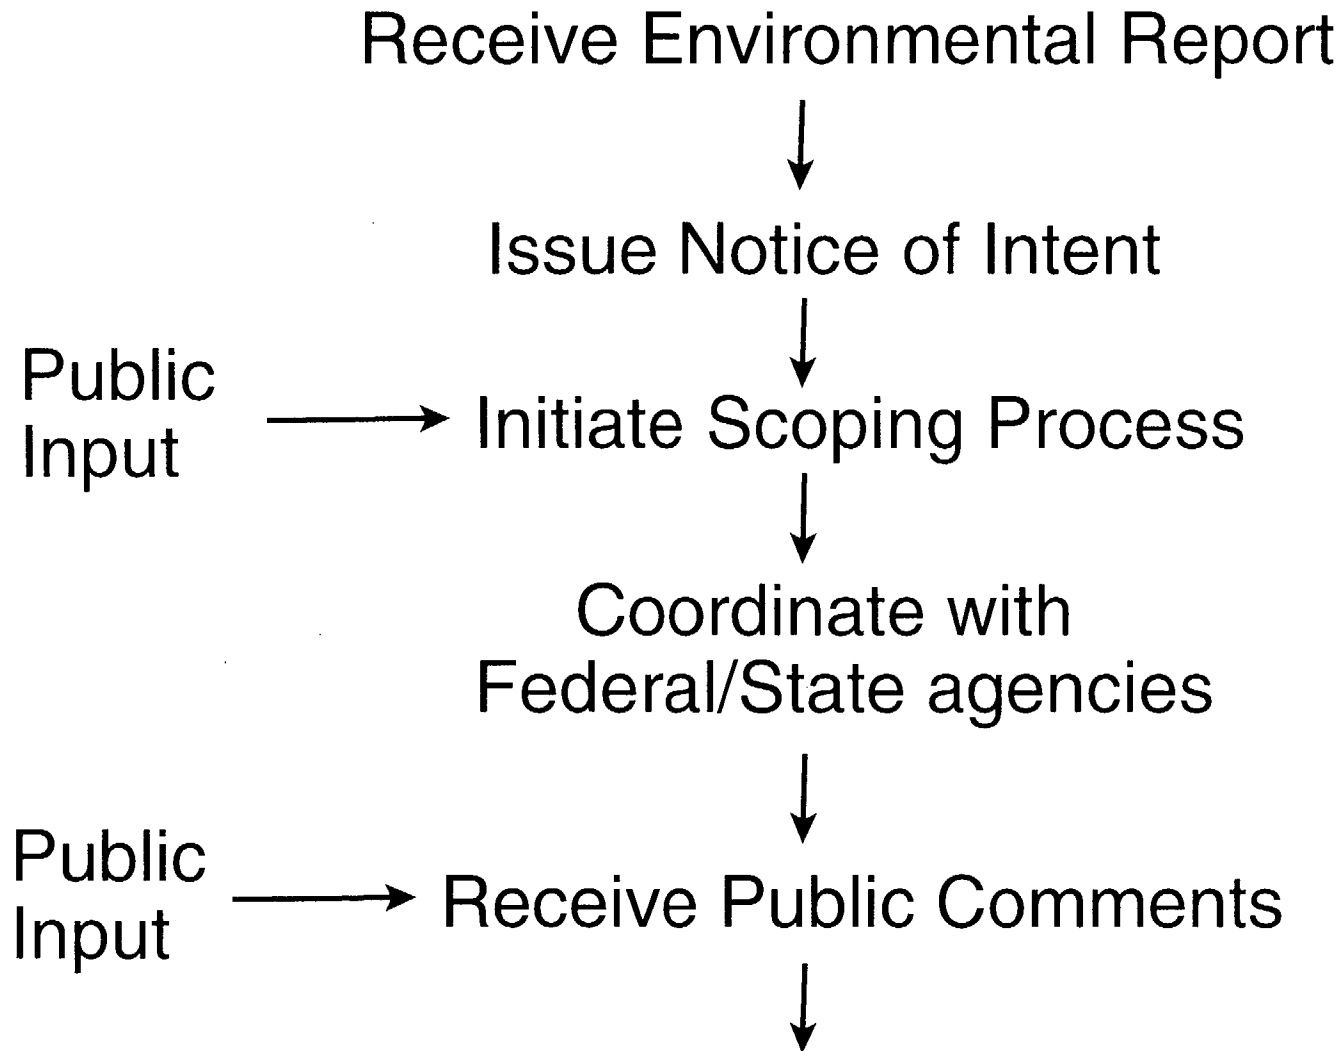 Receive Environmental Report
Issue Notice of Intent
Public
Input
Initiate Scoping Process
Coordinate with
Federal/State agencies
Public
Input
Receive Public Comments